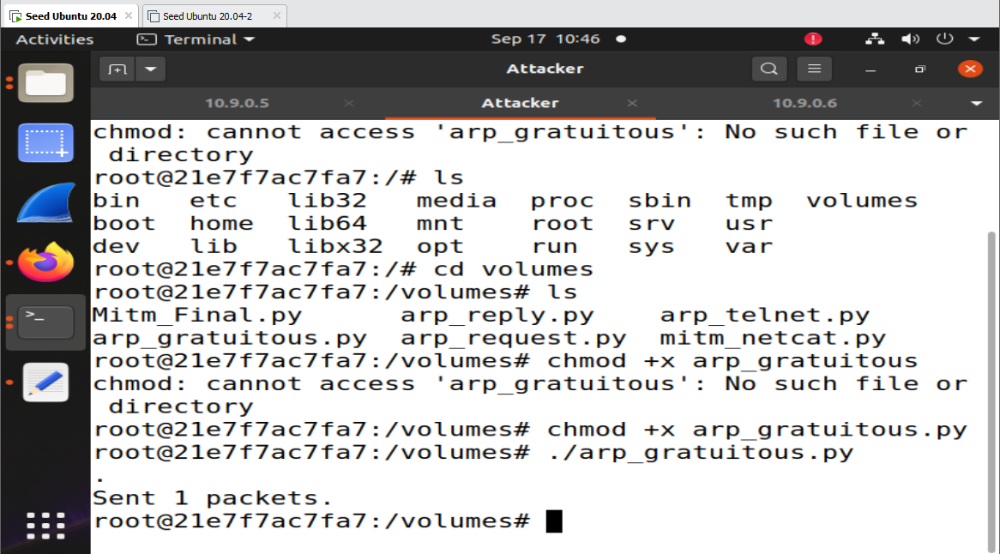 Seed Ubuntu 20.04 × Seed Ubuntu 20.04-2 ×
Activities Terminal Sep 17 10:46
Attacker
10.9.0.5 × Attacker × 10.9.0.6 ×
chmod: cannot access 'arp_gratuitous': No such file or
directory
root@21e7f7ac7fa7:/# ls
bin etc lib32 media proc sbin tmp volumes
boot home lib64 mnt root srv usr
dev lib libx32 opt run sys var
root@21e7f7ac7fa7:/# cd volumes
root@21e7f7ac7fa7:/volumes# ls
Mitm_Final.py arp_reply.py arp_telnet.py
arp_gratuitous.py arp_request.py mitm_netcat.py
root@21e7f7ac7fa7:/volumes# chmod +x arp_gratuitous
chmod: cannot access 'arp_gratuitous': No such file or
directory
root@21e7f7ac7fa7:/volumes# chmod +x arp_gratuitous.py
root@21e7f7ac7fa7:/volumes# ./arp_gratuitous.py
.
Sent 1 packets.
root@21e7f7ac7fa7:/volumes#